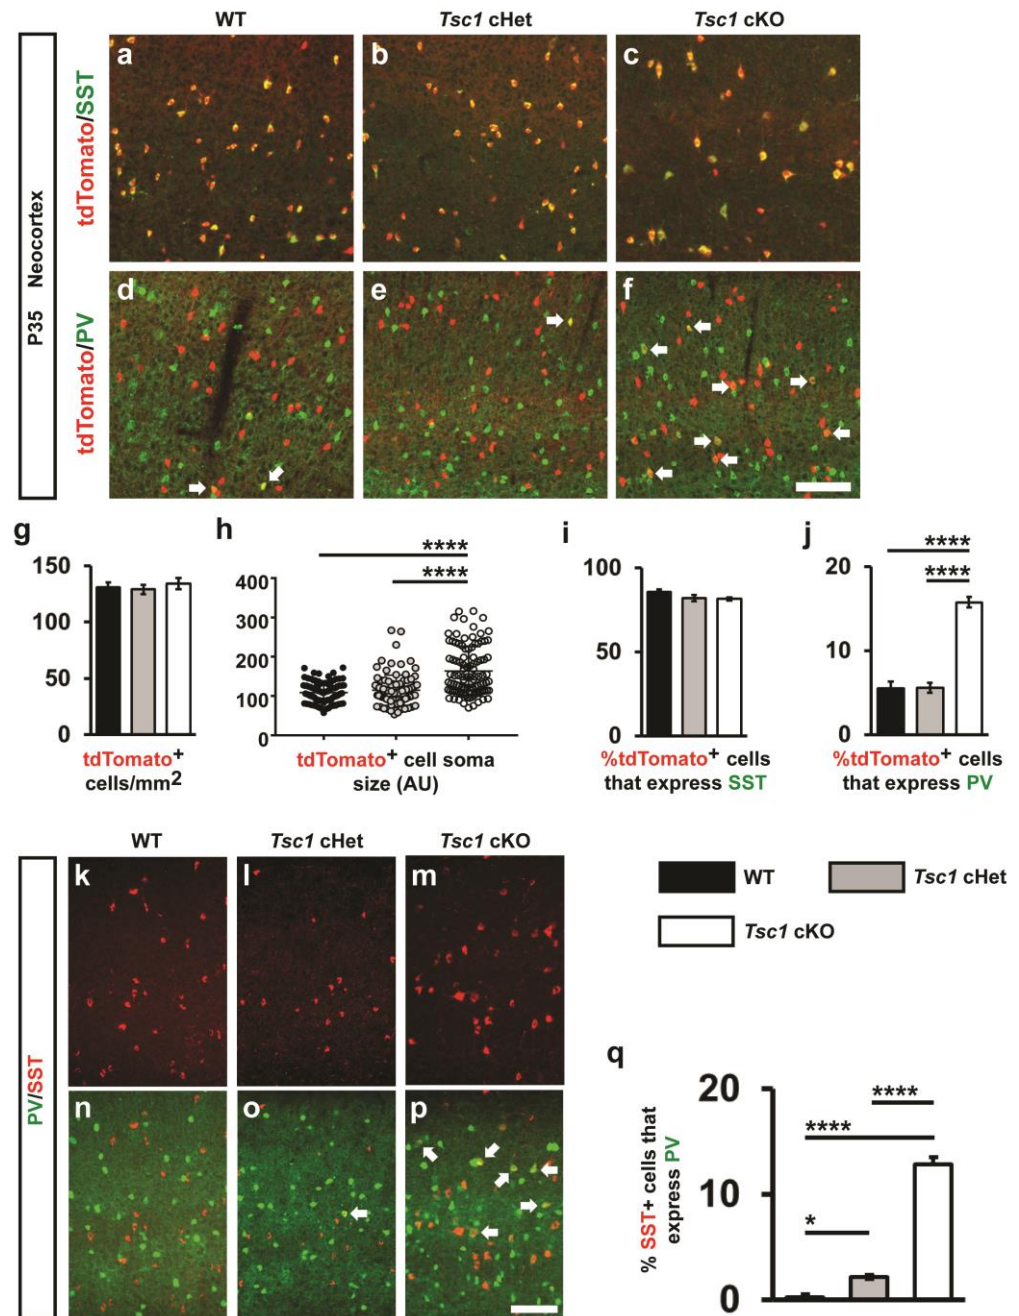 WT
Tsc1 cHet
Tsc1 cKO
P35 Neocortex
tdTomato/SST
a
b
c
tdTomato/PV
d
e
f
g
150
100
50
0
tdTomato+
cells/mm2
h
****
****
400
300
200
100
0
tdTomato+ cell soma
size (AU)
i
100
50
0
%tdTomato+ cells
that express SST
j
****
****
20
10
0
%tdTomato+ cells
that express PV
WT
Tsc1 cHet
Tsc1 cKO
PV/SST
k
l
m
n
o
p
WT
Tsc1 cHet
Tsc1 cKO
q
% SST+ cells that
express PV
20
10
0
****
****
*